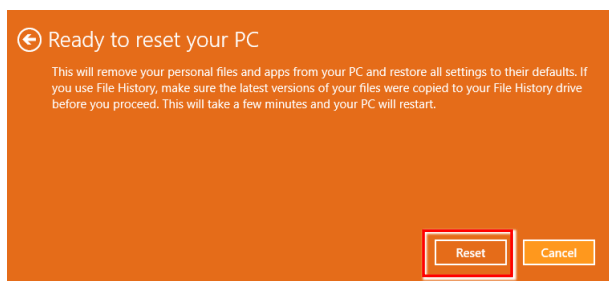 Ready to reset your PC
This will remove your personal files and apps from your PC and restore all settings to their defaults. If
you use File History, make sure the latest versions of your files were copied to your File History drive
before you proceed. This will take a few minutes and your PC will restart.
Reset Cancel